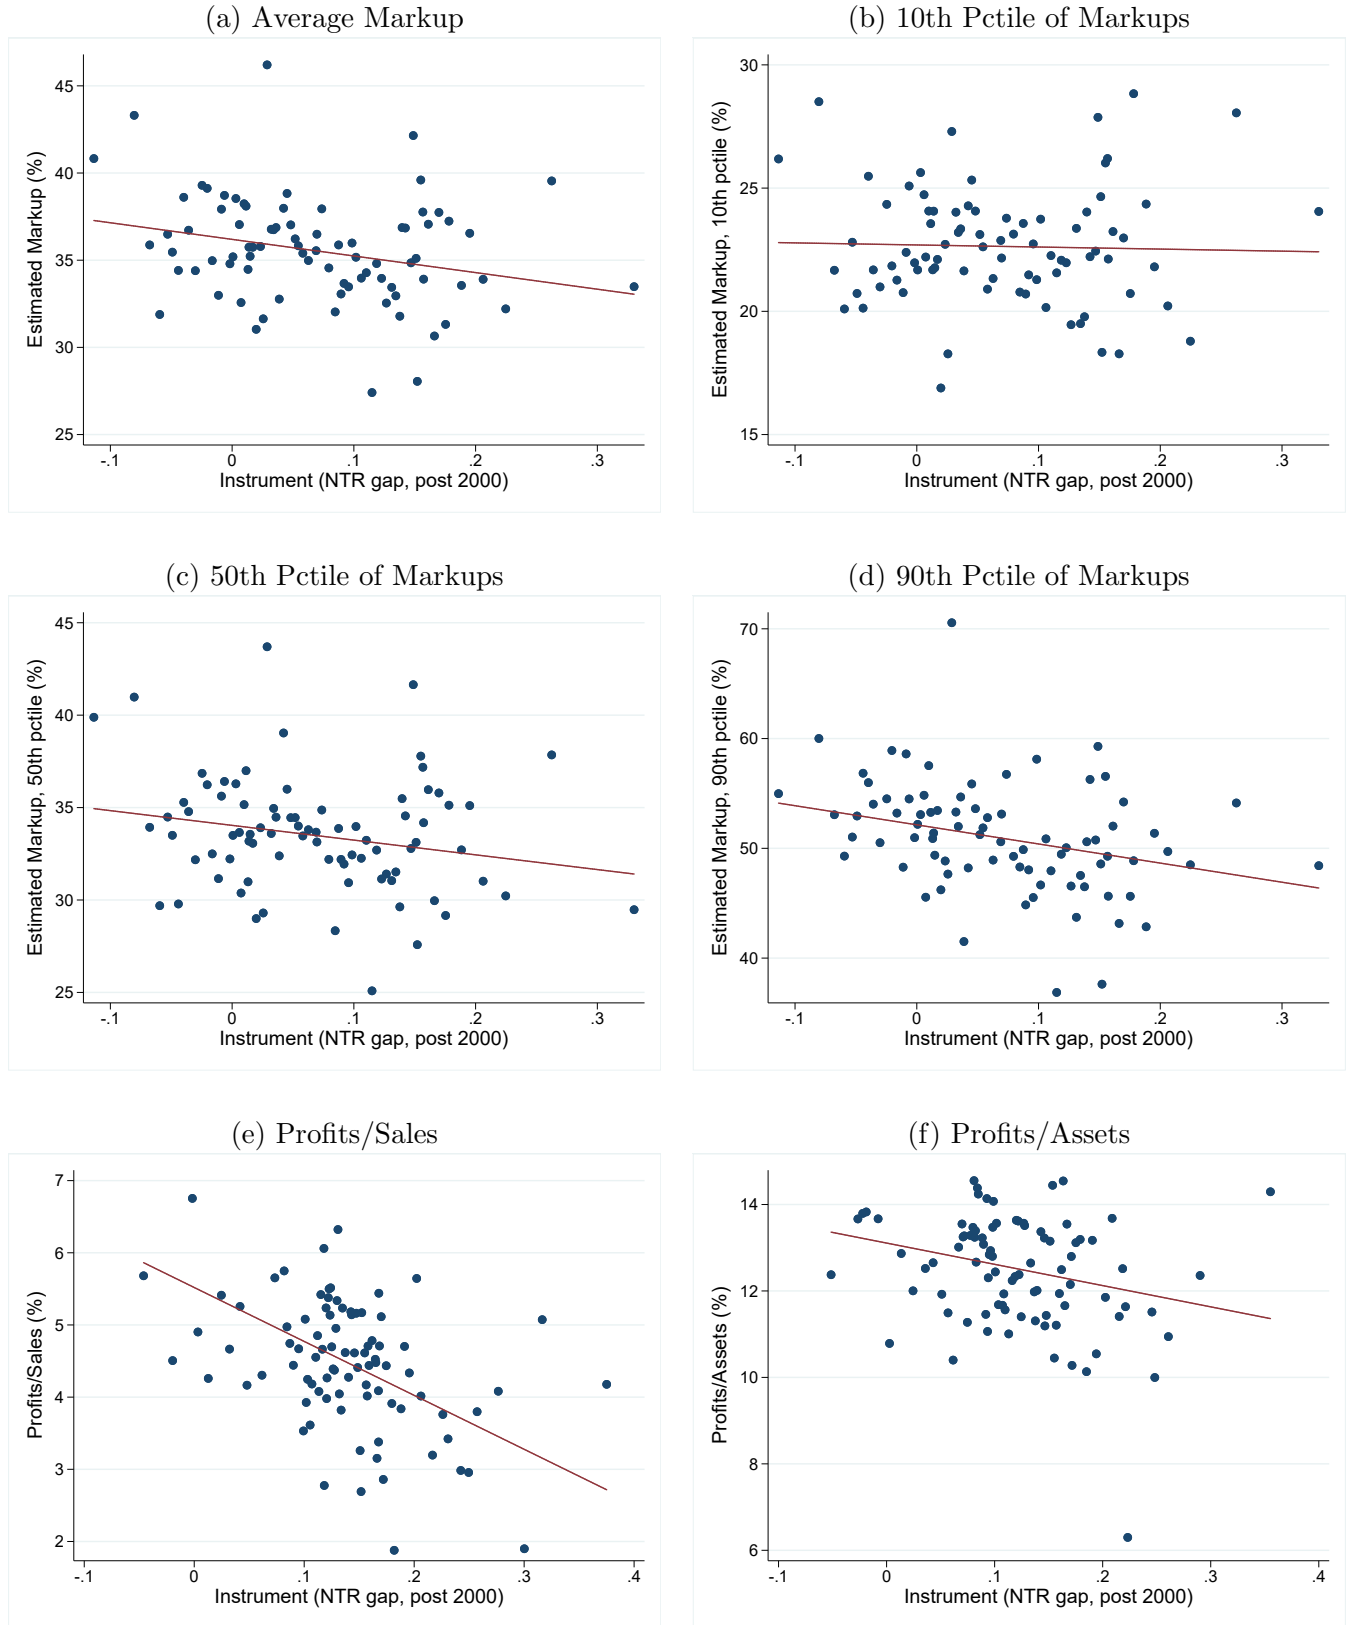 (a) Average Markup
Estimated Markup (%)
45
40
35
30
25
-.1 0 .1 .2 .3
Instrument (NTR gap, post 2000)
(b) 10th Pctile of Markups
Estimated Markup, 10th pctile (%)
30
25
20
15
-.1 0 .1 .2 .3
Instrument (NTR gap, post 2000)
(c) 50th Pctile of Markups
Estimated Markup, 50th pctile (%)
45
40
35
30
25
-.1 0 .1 .2 .3
Instrument (NTR gap, post 2000)
(d) 90th Pctile of Markups
Estimated Markup, 90th pctile (%)
70
60
50
40
-.1 0 .1 .2 .3
Instrument (NTR gap, post 2000)
(e) Profits/Sales
Profits/Sales (%)
7
6
5
4
3
2
-.1 0 .1 .2 .3 .4
Instrument (NTR gap, post 2000)
(f) Profits/Assets
Profits/Assets (%)
14
12
10
8
6
-.1 0 .1 .2 .3 .4
Instrument (NTR gap, post 2000)